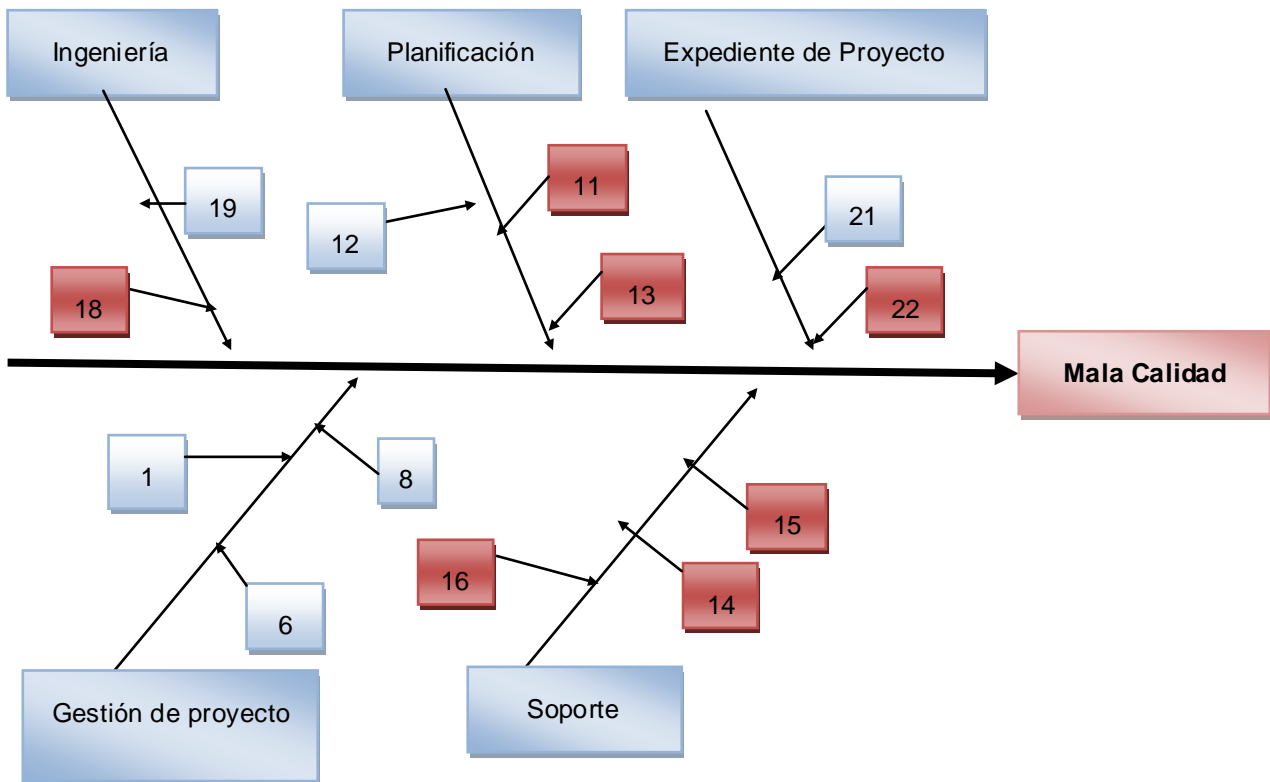 Ingeniería
Planificación
Expediente de Proyecto
19
11
12
21
18
13
22
Mala Calidad
1
8
15
16
14
6
Gestión de proyecto
Soporte